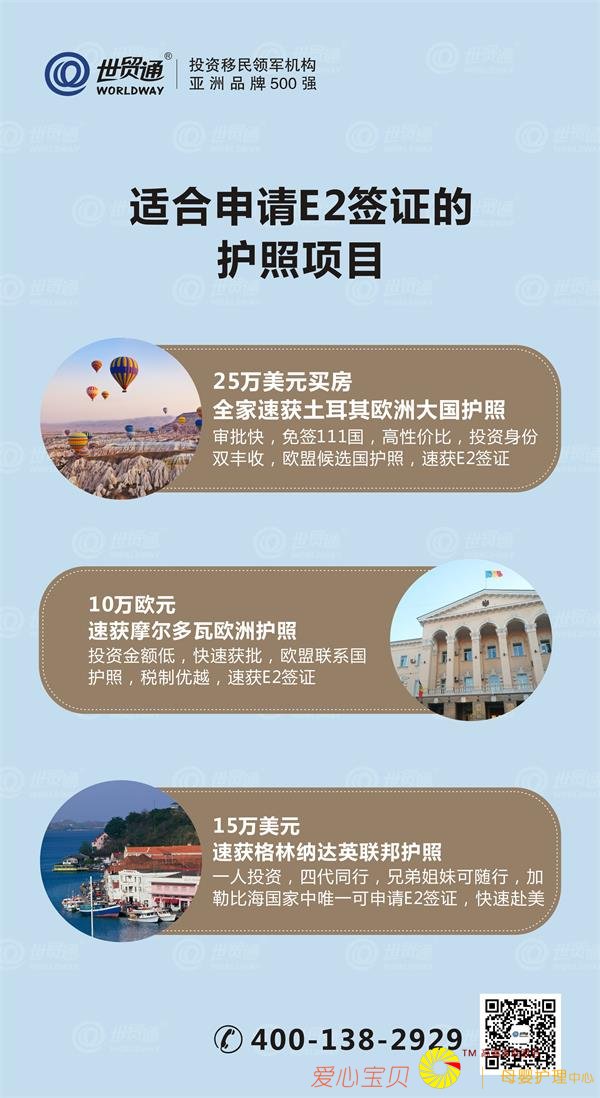 世贸通®
WORLDWAY
投资移民领军机构
亚洲品牌500强
适合申请E2签证的
护照项目
25万美元买房
全家速获土耳其欧洲大国护照
审批快，免签111国，高性价比，投资身份
双丰收，欧盟候选国护照，速获E2签证
10万欧元
速获摩尔多瓦欧洲护照
投资金额低，快速获批，欧盟联系国
护照，税制优越，速获E2签证
15万美元
速获格林纳达英联邦护照
一人投资，四代同行，兄弟姐妹可随行，加
勒比海国家中唯一可申请E2签证，快速赴美
400-138-2929
TM
爱心宝贝
母婴护理中心